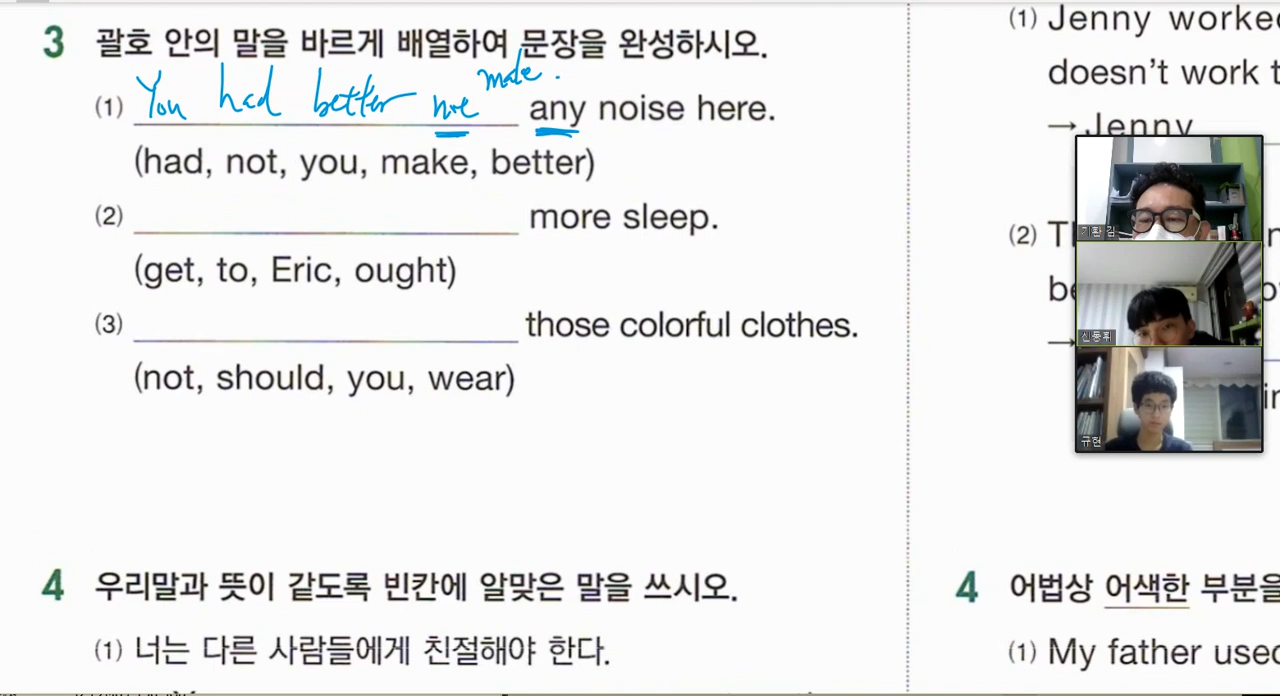 3 괄호 안의 말을 바르게 배열하여 문장을 완성하시오.
make.
You had better not
(1) any noise here.
(had, not, you, make, better)
(2) more sleep.
(get, to, Eric, ought)
(3) those colorful clothes.
(not, should, you, wear)
4 우리말과 뜻이 같도록 빈칸에 알맞은 말을 쓰시오.
(1) 너는 다른 사람들에게 친절해야 한다.
(1) Jenny worked
doesn't work
→ Jenny
(2)
→
4 어법상 어색한 부분을
(1) My father used
기환 김
신동휘
규현